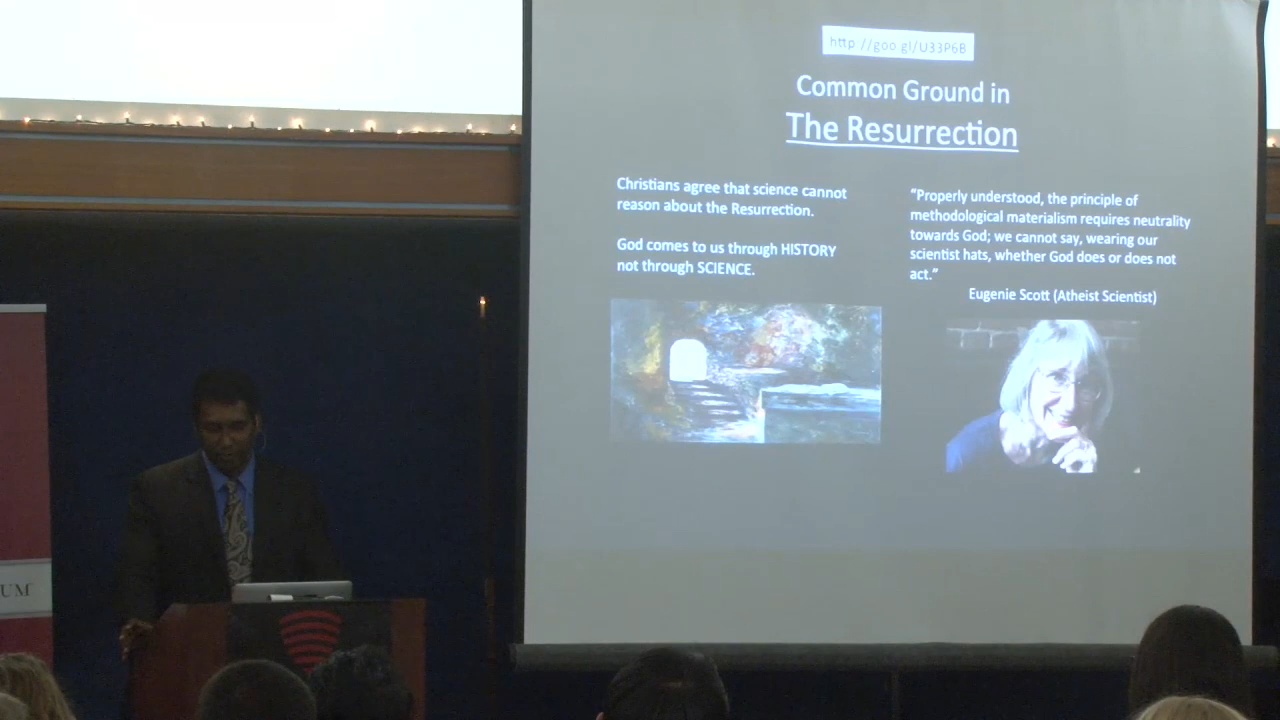 http://goo.gl/U33P6B
Common Ground in
The Resurrection
Christians agree that science cannot
reason about the Resurrection.
God comes to us through HISTORY
not through SCIENCE.
“Properly understood, the principle of
methodological materialism requires neutrality
towards God; we cannot say, wearing our
scientist hats, whether God does or does not
act.”
Eugenie Scott (Atheist Scientist)
UM